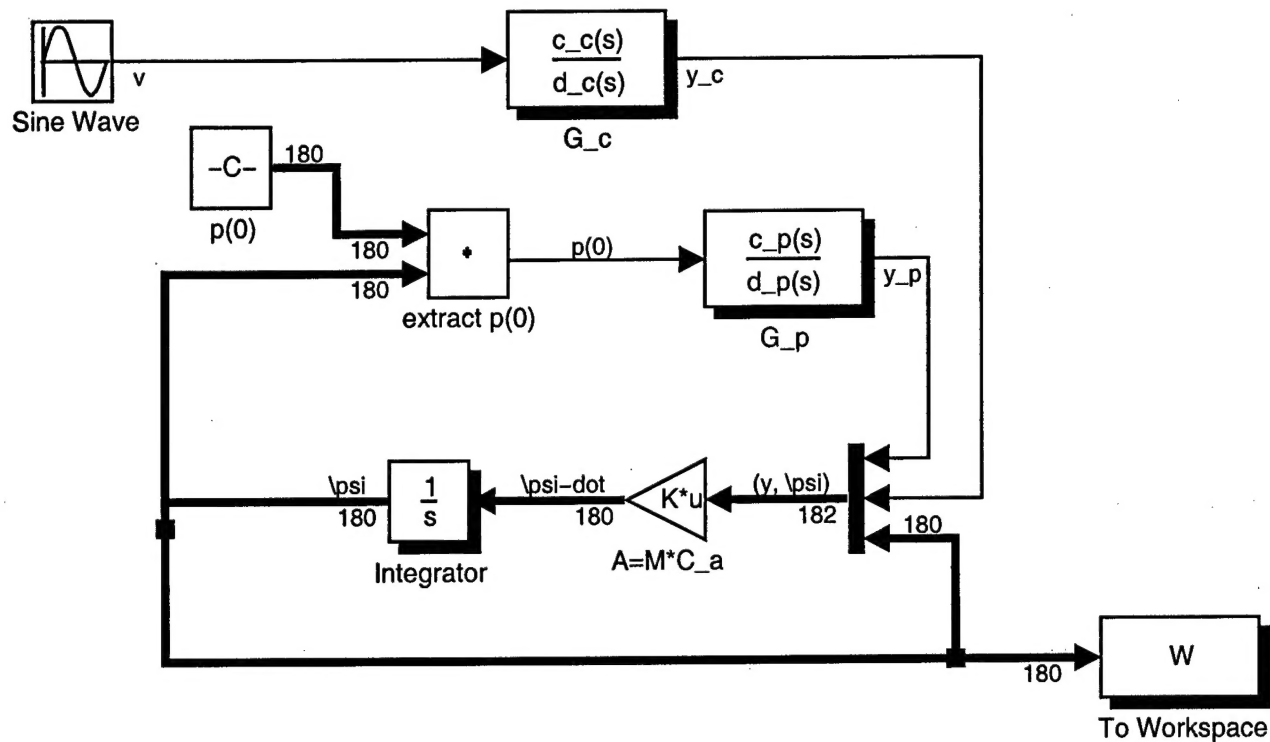 c_c(s)
d_c(s)
v
y_c
Sine Wave
G_c
180
-C-
p(0)
180
180
p(0)
c_p(s)
d_p(s)
y_p
extract p(0)
G_p
\psi
180
1
s
Integrator
\psi-dot
180
K*u
A=M*C_a
(y, \psi)
182
180
180
W
To Workspace